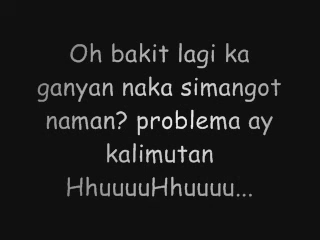 Oh bakit lagi ka
ganyan naka simangot
naman? problema ay
kalimutan
HhuuuuHhuuuu...